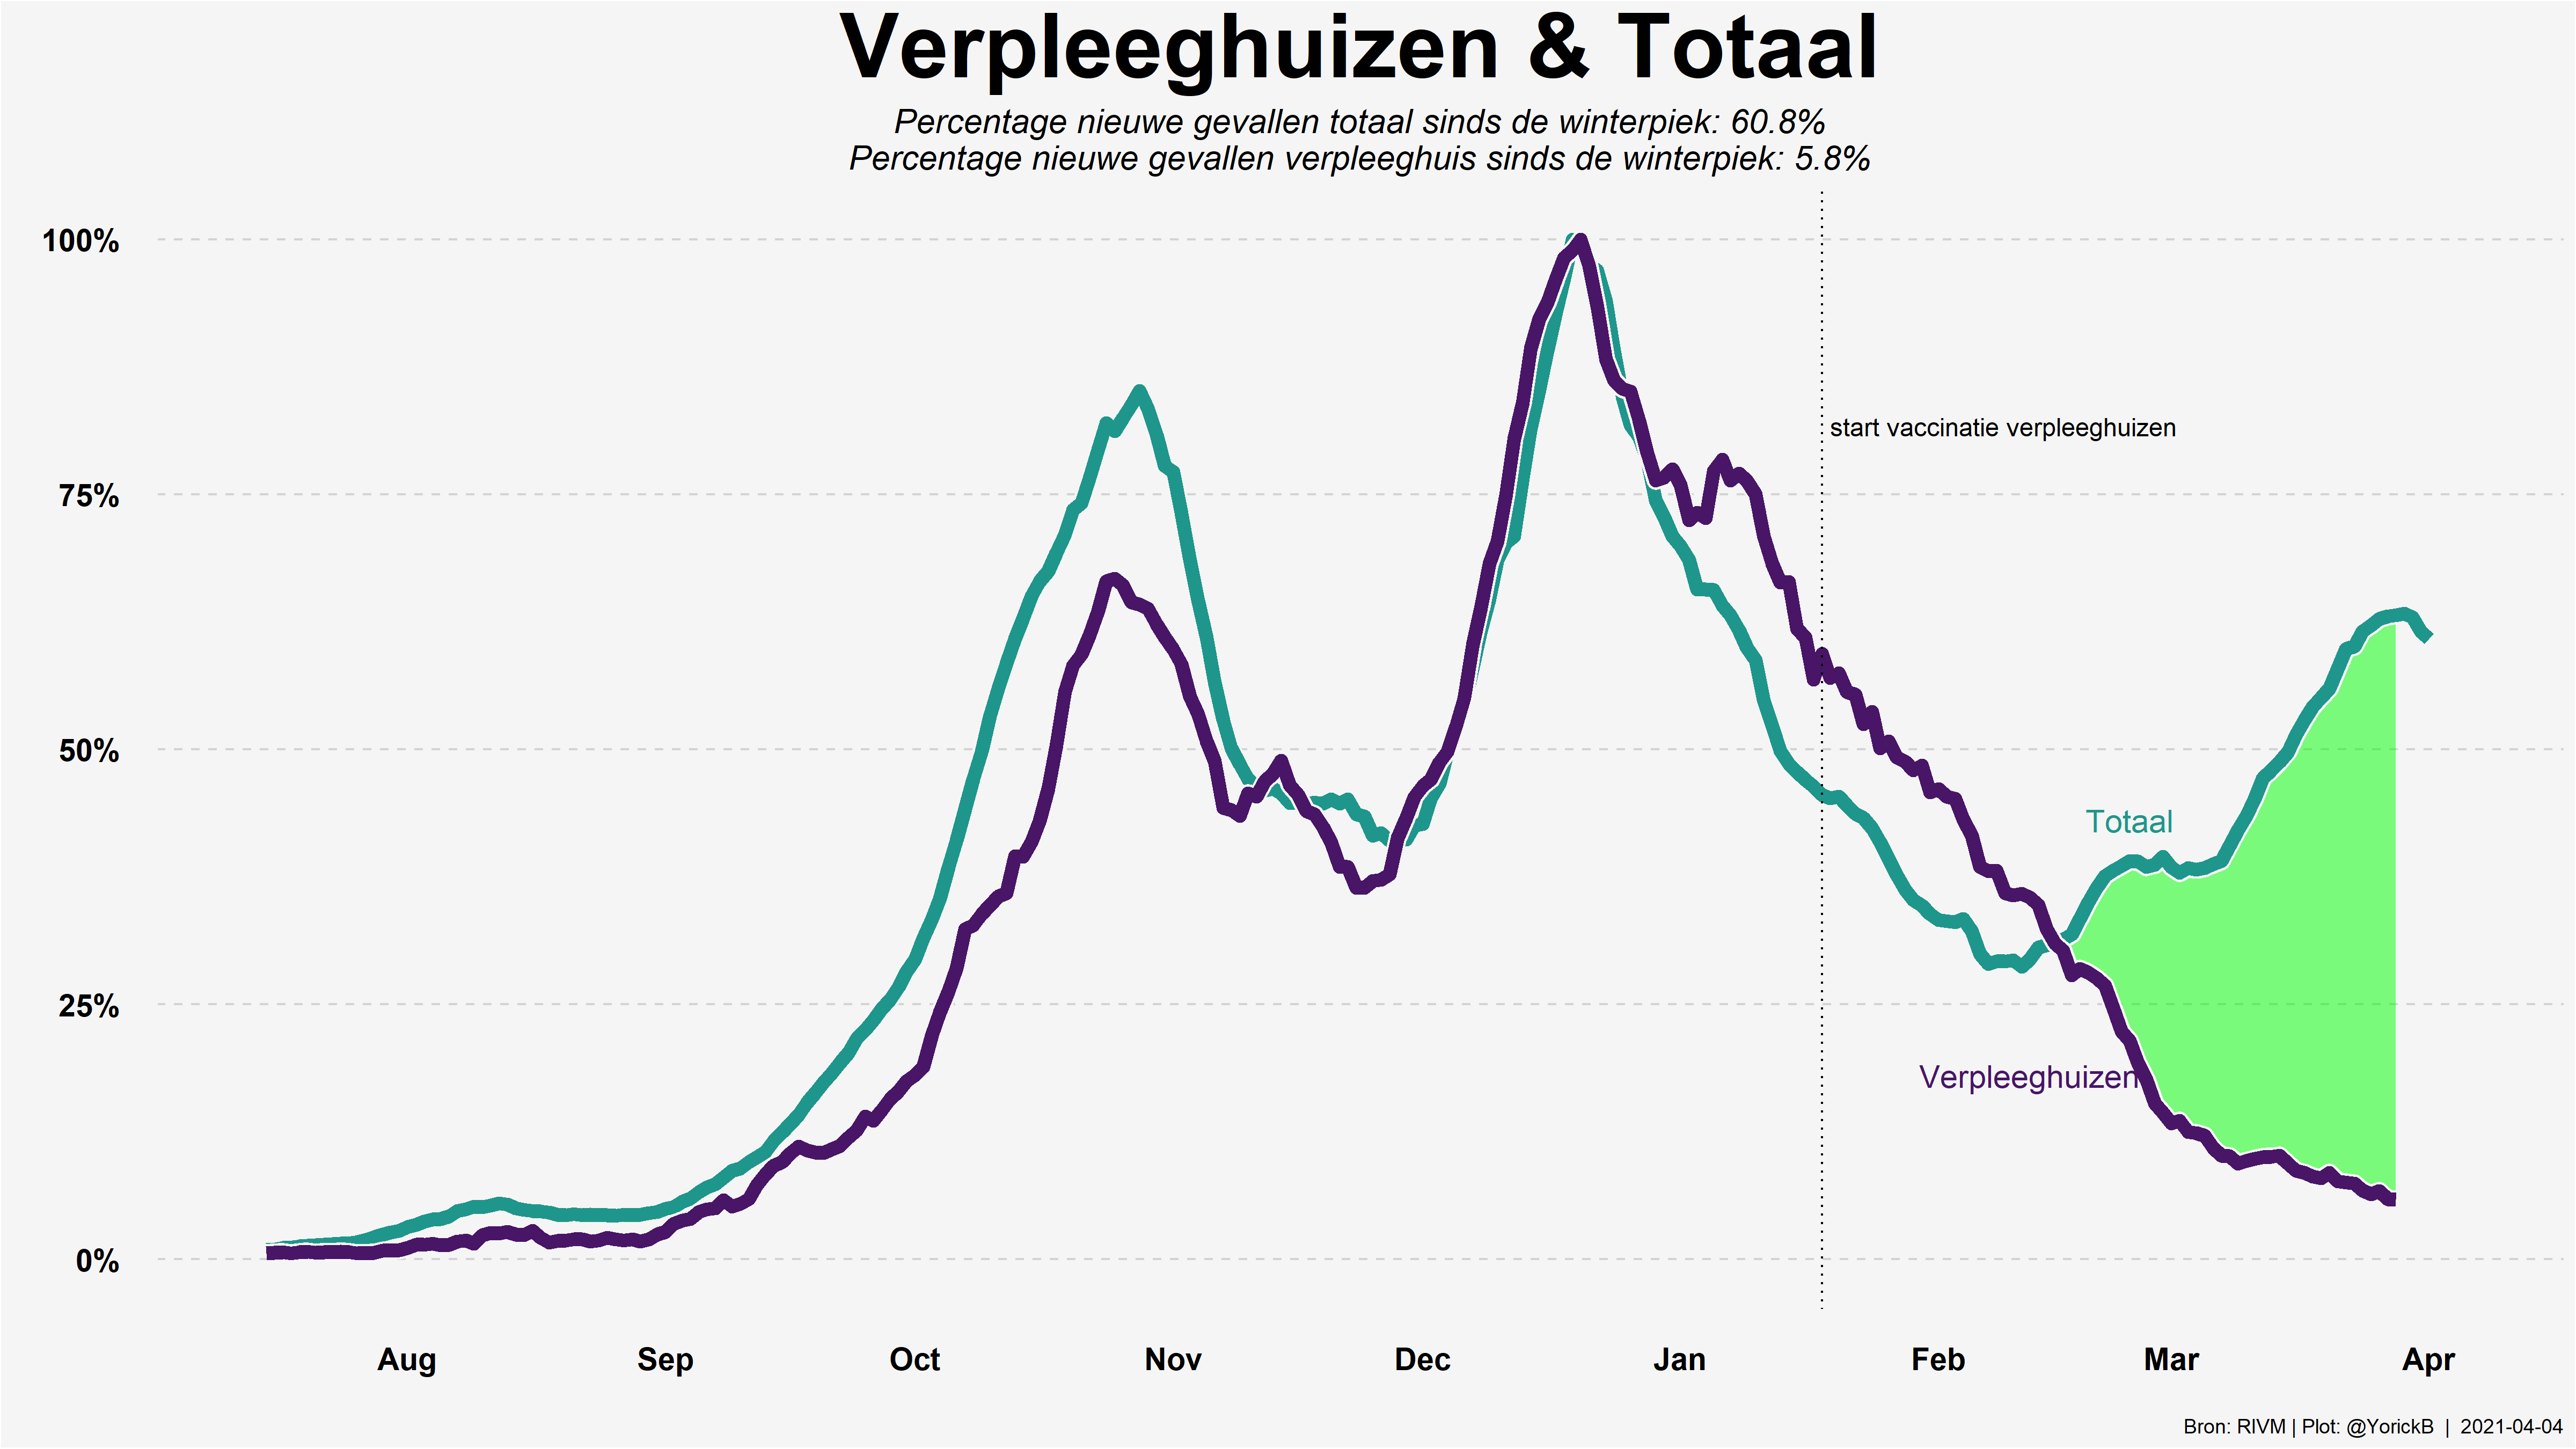 Verpleeghuizen & Totaal
Percentage nieuwe gevallen totaal sinds de winterpiek: 60.8%
Percentage nieuwe gevallen verpleeghuis sinds de winterpiek: 5.8%
100%
start vaccinatie verpleeghuizen
75%
50%
Totaal
25%
Verpleeghuizen
0%
Aug Sep Oct Nov Dec Jan Feb Mar Apr
Bron: RIVM | Plot: @YorickB | 2021-04-04